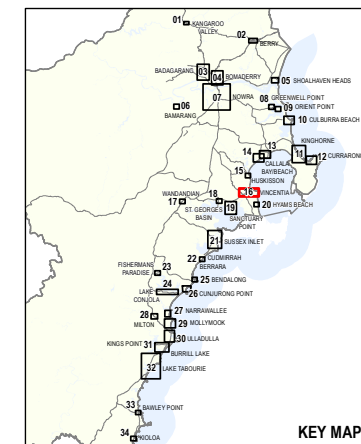 01
KANGAROO
VALLEY
02
BERRY
BADAGARANG
03
04
BOMADERRY
05
SHOALHAVEN HEADS
07
NOWRA
06
BAMARANG
08
GREENWELL POINT
09
ORIENT POINT
10
CULBURRA BEACH
KINGHORNE
11
12
CURRARONG
13
14
CALLALA
BAY/BEACH
15
HUSKISSON
16
VINCENTIA
WANDANDIAN
17
18
ST. GEORGES
BASIN
19
SANCTUARY
POINT
20
HYAMS BEACH
21
SUSSEX INLET
22
CUDMIRRAH
BERRARA
FISHERMANS
PARADISE
23
24
LAKE
CONJOLA
25
BENDALONG
26
CUNJURONG POINT
27
NARRAWALLEE
28
MILTON
29
MOLLYMOOK
30
ULLADULLA
KINGS POINT
31
BURRILL LAKE
32
LAKE TABOURIE
33
BAWLEY POINT
34
KIOLOA
KEY MAP